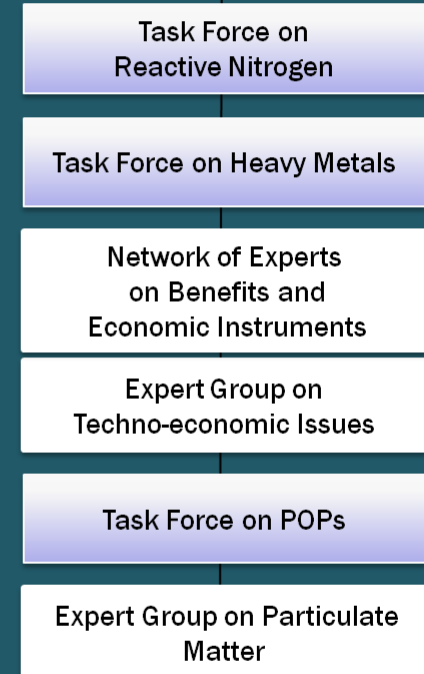 Task Force on
Reactive Nitrogen
Task Force on Heavy Metals
Network of Experts
on Benefits and
Economic Instruments
Expert Group on
Techno-economic Issues
Task Force on POPs
Expert Group on Particulate
Matter